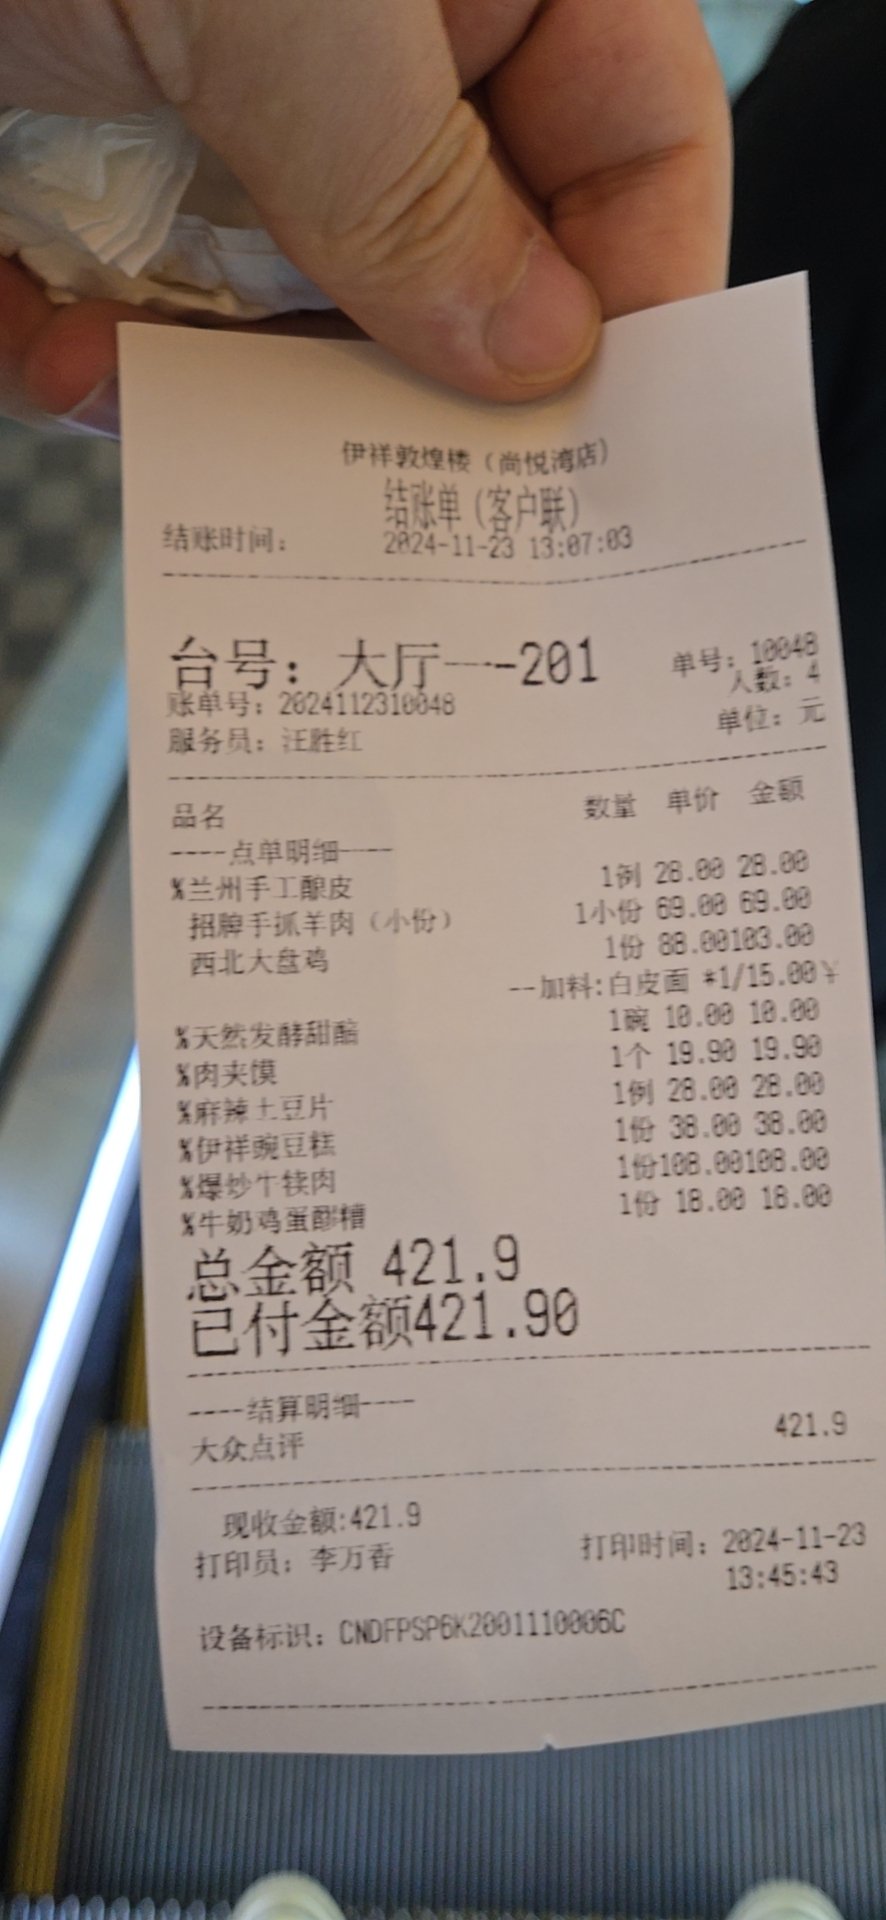 伊祥敦煌楼（尚悦湾店）
结账单（客户联）
结账时间： 2024-11-23 13:07:03
台号：大厅一-201 单号：10048
人数：4
账单号：2024112310048 单位：元
服务员：汪胜红
品名 数量 单价 金额
----点单明细----
%兰州手工酿皮 1例 28.00 28.00
招牌手抓羊肉（小份） 1小份 69.00 69.00
西北大盘鸡 1份 88.00 103.00
--加料:白皮面 *1/15.00￥
%天然发酵甜醅 1碗 10.00 10.00
%肉夹馍 1个 19.90 19.90
%麻辣土豆片 1例 28.00 28.00
%伊祥豌豆糕 1份 38.00 38.00
%爆炒牛犊肉 1份 108.00 108.00
%牛奶鸡蛋醪糟 1份 18.00 18.00
总金额 421.9
已付金额421.90
----结算明细----
大众点评 421.9
现收金额:421.9
打印员：李万香 打印时间：2024-11-23
13:45:43
设备标识：CNDFPSP6K2001110006C